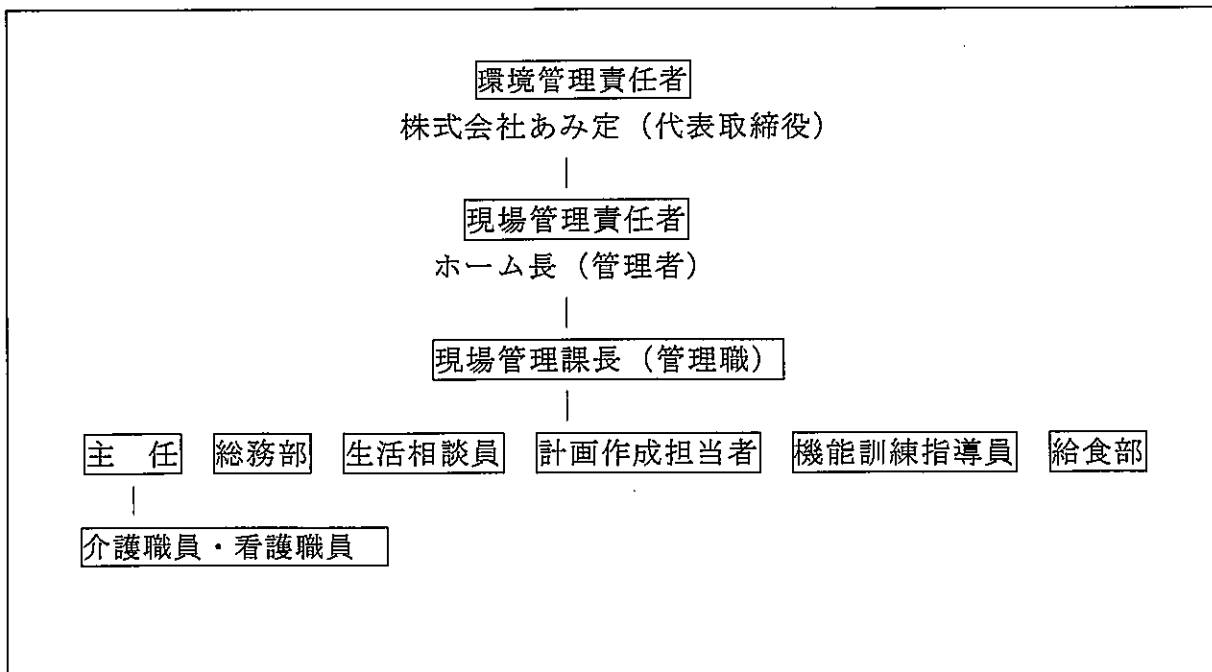 環境管理責任者
株式会社あみ定（代表取締役）
現場管理責任者
ホーム長（管理者）
現場管理課長（管理職）
主　任　総務部　生活相談員　計画作成担当者　機能訓練指導員　給食部
介護職員・看護職員